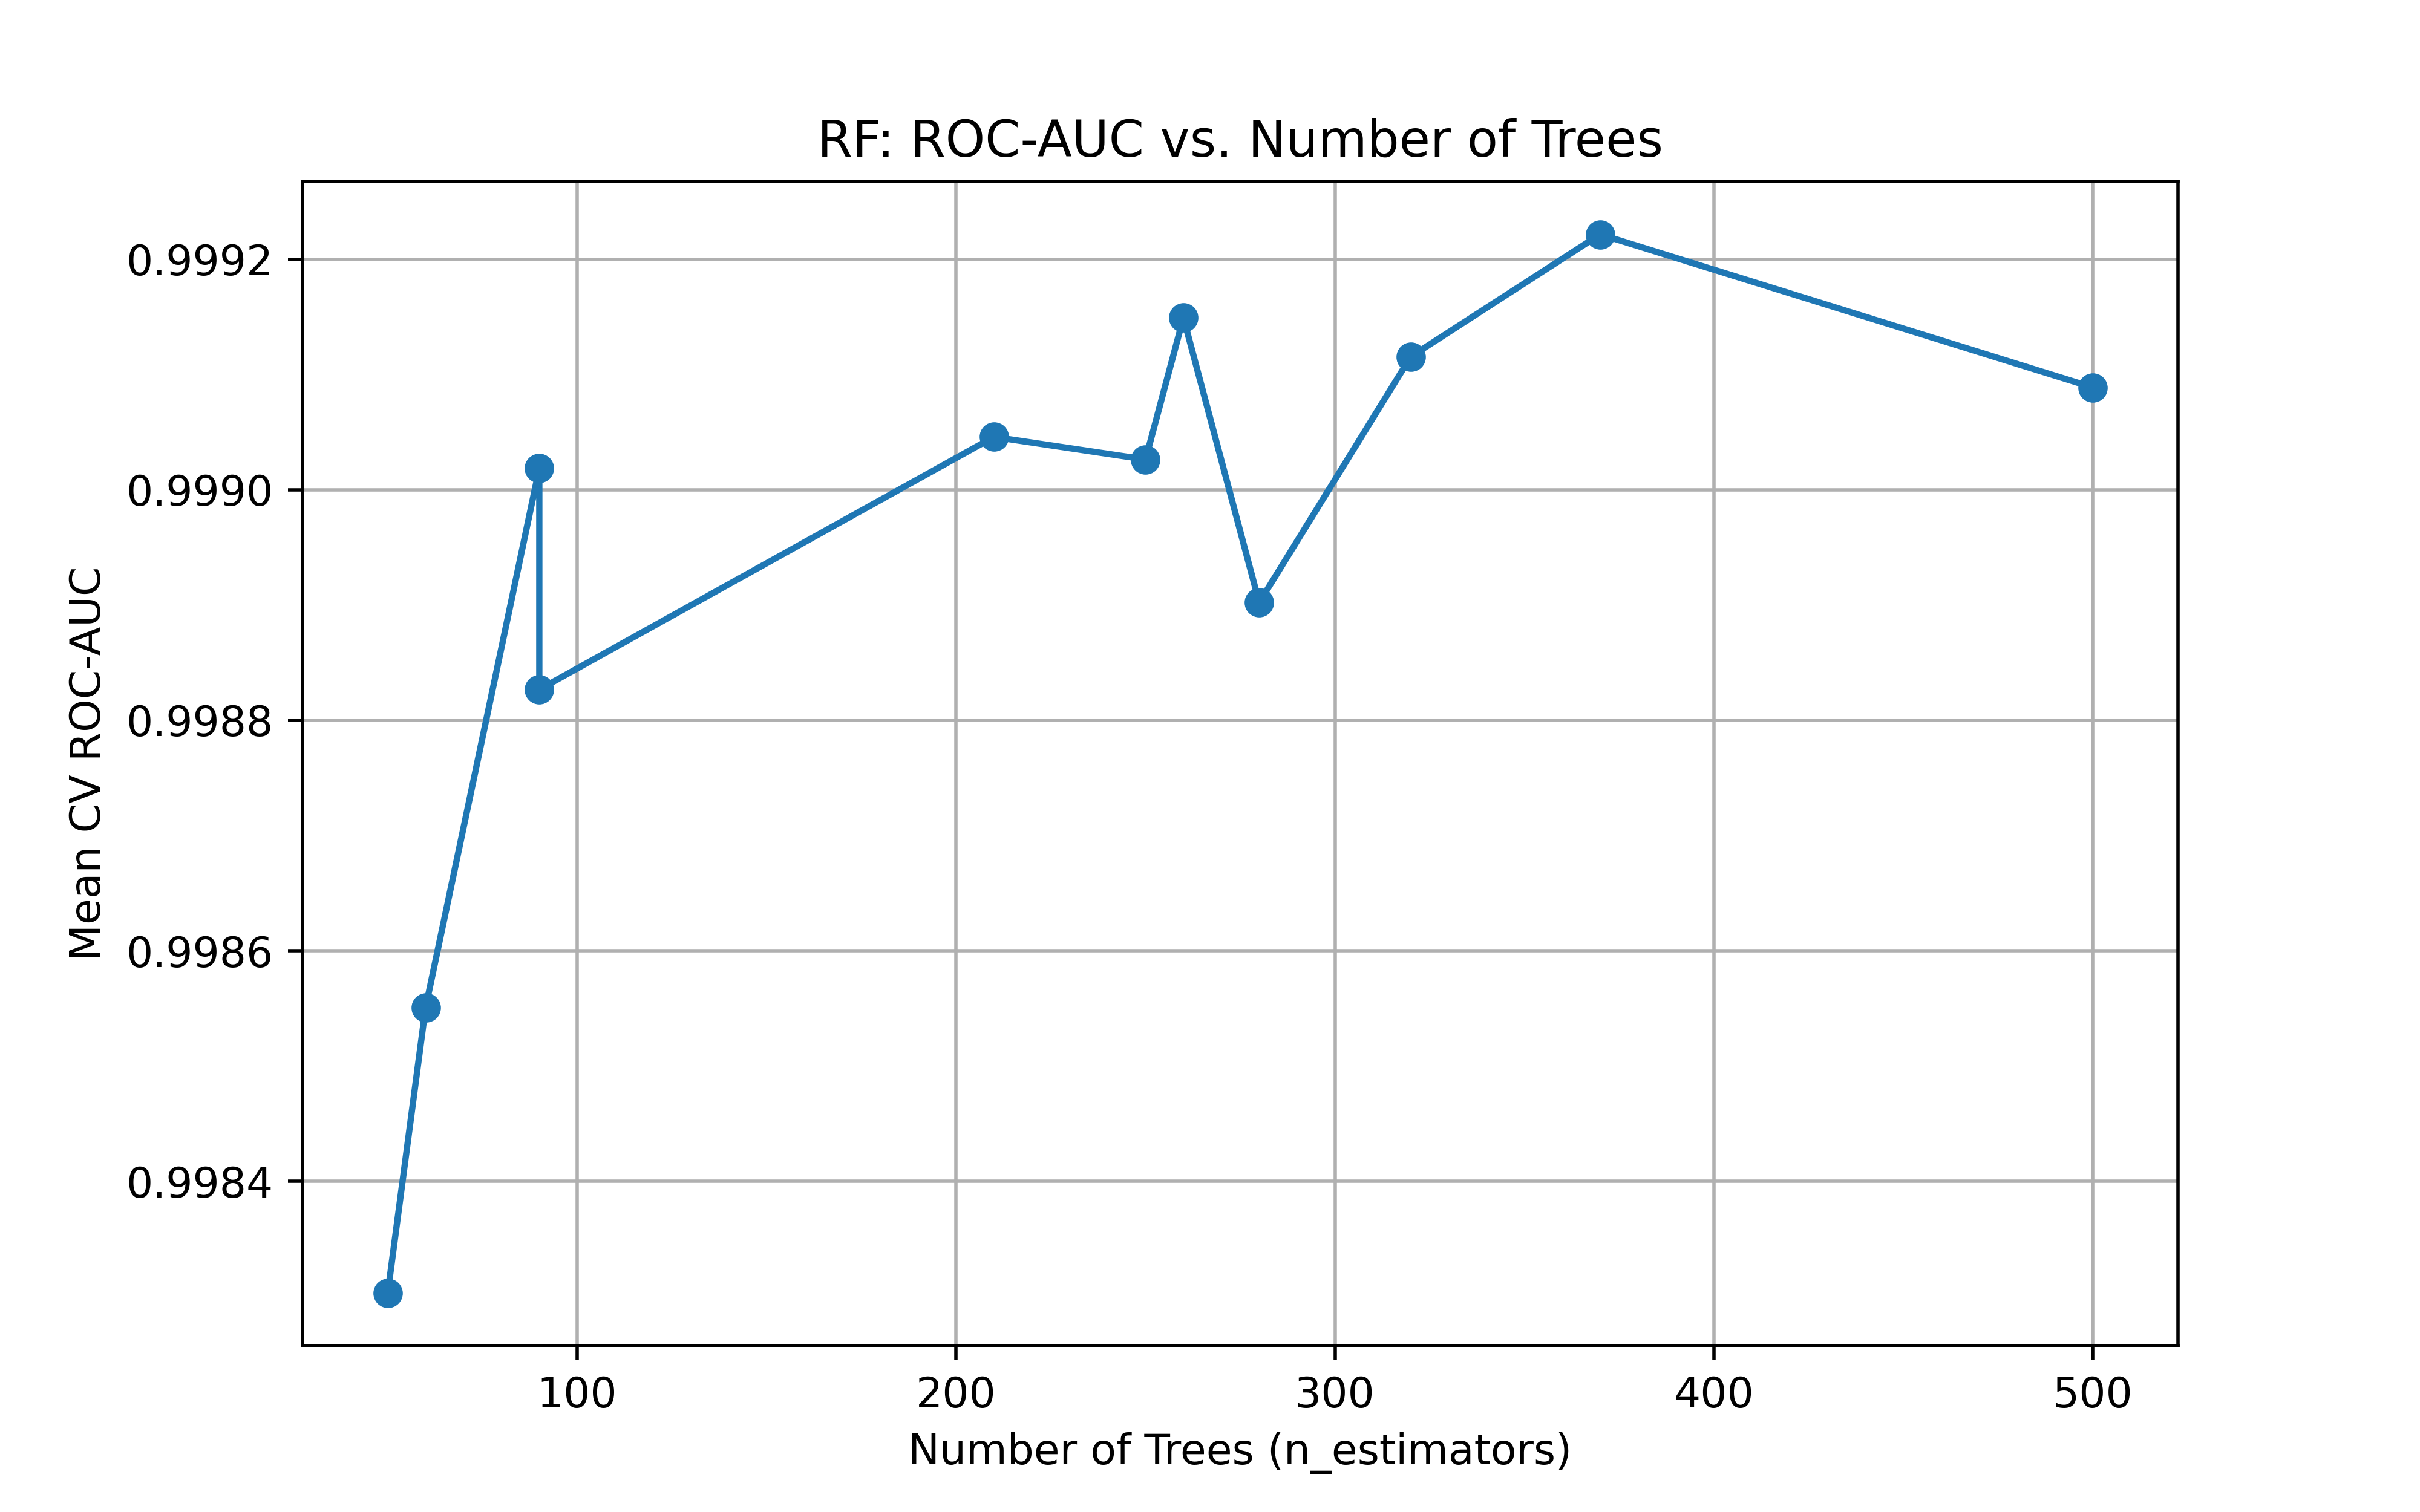 RF: ROC-AUC vs. Number of Trees
Mean CV ROC-AUC
0.9992
0.9990
0.9988
0.9986
0.9984
100 200 300 400 500
Number of Trees (n_estimators)